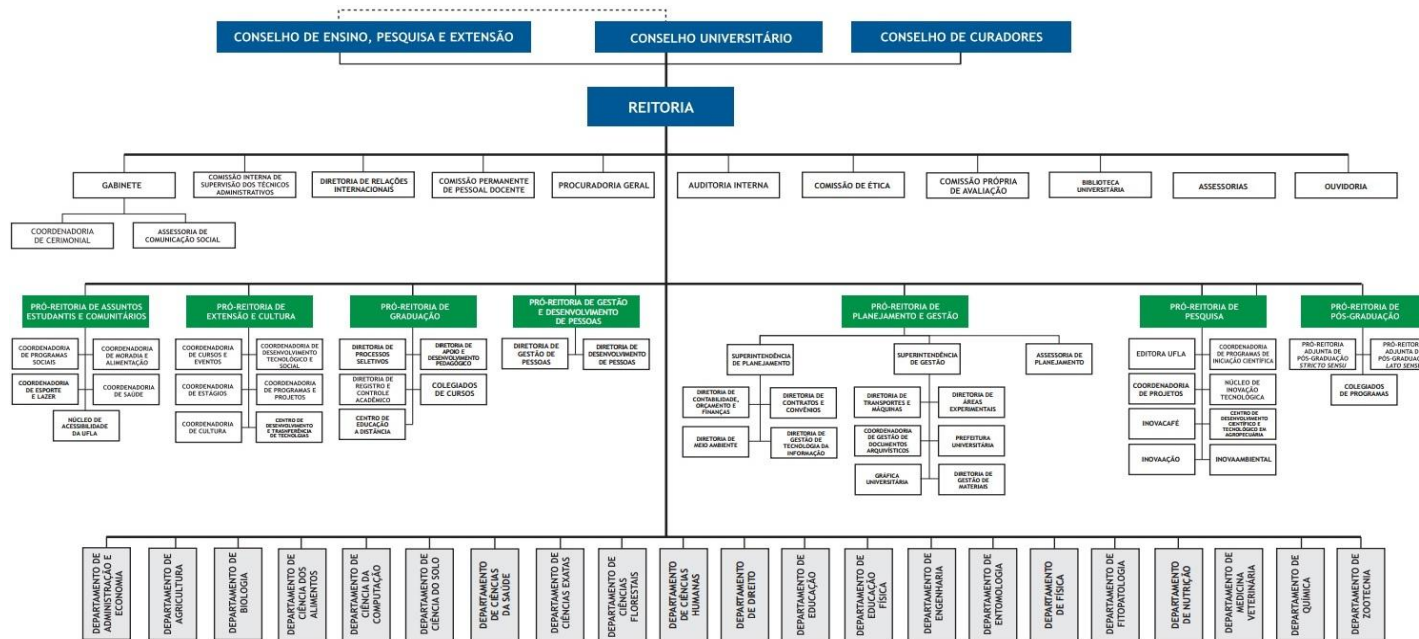 CONSELHO DE ENSINO, PESQUISA E EXTENSÃO
CONSELHO UNIVERSITÁRIO
CONSELHO DE CURADORES
REITORIA
GABINETE
COMISSÃO INTERNA DE
SUPERVISÃO DOS TÉCNICOS
ADMINISTRATIVOS
DIRETORIA DE RELAÇÕES
INTERNACIONAIS
COMISSÃO PERMANENTE
DE PESSOAL DOCENTE
PROCURADORIA GERAL
AUDITORIA INTERNA
COMISSÃO DE ÉTICA
COMISSÃO PRÓPRIA
DE AVALIAÇÃO
BIBLIOTECA
UNIVERSITÁRIA
ASSESSORIAS
OUVIDORIA
COORDENADORIA
DE CERIMONIAL
ASSESSORIA DE
COMUNICAÇÃO SOCIAL
PRÓ-REITORIA DE ASSUNTOS
ESTUDANTIS E COMUNITÁRIOS
COORDENADORIA
DE PROGRAMAS
SOCIAIS
COORDENADORIA
DE MORADIA E
ALIMENTAÇÃO
COORDENADORIA
DE ESPORTE
E LAZER
COORDENADORIA
DE SAÚDE
NÚCLEO DE
ACESSIBILIDADE
DA UFLA
PRÓ-REITORIA DE
EXTENSÃO E CULTURA
COORDENADORIA
DE CURSOS E
EVENTOS
COORDENADORIA DE
DESENVOLVIMENTO
TECNOLÓGICO E
SOCIAL
COORDENADORIA
DE ESTÁGIOS
COORDENADORIA
DE PROGRAMAS E
PROJETOS
COORDENADORIA
DE CULTURA
CENTRO DE
DESENVOLVIMENTO
E TRASFERÊNCIA
DE TECNOLGIAS
PRÓ-REITORIA DE
GRADUAÇÃO
DIRETORIA DE
PROCESSOS
SELETIVOS
DIRETORIA DE
APOIO E
DESENVOLVIMENTO
PEDAGÓGICO
DIRETORIA DE
REGISTRO E
CONTROLE
ACADÊMICO
COLEGIADOS
DE CURSOS
CENTRO DE
EDUCAÇÃO
A DISTÂNCIA
PRÓ-REITORIA DE GESTÃO
E DESENVOLVIMENTO
DE PESSOAS
DIRETORIA DE
GESTÃO DE
PESSOAS
DIRETORIA DE
DESENVOLVIMENTO
DE PESSOAS
PRÓ-REITORIA DE
PLANEJAMENTO E GESTÃO
SUPERINTENDÊNCIA
DE PLANEJAMENTO
SUPERINTENDÊNCIA
DE GESTÃO
ASSESSORIA DE
PLANEJAMENTO
DIRETORIA DE
CONTABILIDADE,
ORÇAMENTO E
FINANÇAS
DIRETORIA DE
CONTRATOS E
CONVÊNIOS
DIRETORIA DE
MEIO AMBIENTE
DIRETORIA DE
GESTÃO DE
TECNOLOGIA DA
INFORMAÇÃO
DIRETORIA DE
TRANSPORTES E
MÁQUINAS
DIRETORIA DE
ÁREAS
EXPERIMENTAIS
COORDENADORIA
DE GESTÃO DE
DOCUMENTOS
ARQUIVÍSTICOS
PREFEITURA
UNIVERSITÁRIA
GRÁFICA
UNIVERSITÁRIA
DIRETORIA DE
GESTÃO DE
MATERIAIS
PRÓ-REITORIA DE
PESQUISA
EDITORA UFLA
COORDENADORIA
DE PROGRAMAS DE
INICIAÇÃO CIENTÍFICA
COORDENADORIA
DE PROJETOS
NÚCLEO DE
INOVAÇÃO
TECNOLÓGICA
INOVACAFÉ
CENTRO DE
DESENVOLVIMENTO
CIENTÍFICO E
TECNOLÓGICO EM
AGROPECUÁRIA
INOVAAÇÃO
INOVAAMBIENTAL
PRÓ-REITORIA DE
PÓS-GRADUAÇÃO
PRÓ-REITORIA
ADJUNTA DE
PÓS-GRADUAÇÃO
STRICTO SENSU
PRÓ-REITOR
ADJUNTA D
PÓS-GRADUA
LATO SENS
COLEGIADOS
DE PROGRAMAS
DEPARTAMENTO DE
ADMINISTRAÇÃO E
ECONOMIA
DEPARTAMENTO DE
AGRICULTURA
DEPARTAMENTO DE
BIOLOGIA
DEPARTAMENTO DE
CIÊNCIA DOS
ALIMENTOS
DEPARTAMENTO DE
CIÊNCIA DA
COMPUTAÇÃO
DEPARTAMENTO DE
CIÊNCIA DO SOLO
DEPARTAMENTO
DE CIÊNCIAS
DA SAÚDE
DEPARTAMENTO DE
CIÊNCIAS EXATAS
DEPARTAMENTO DE
CIÊNCIAS
FLORESTAIS
DEPARTAMENTO
DE CIÊNCIAS
HUMANAS
DEPARTAMENTO
DE DIREITO
DEPARTAMENTO DE
EDUCAÇÃO
DEPARTAMENTO DE
EDUCAÇÃO
FÍSICA
DEPARTAMENTO DE
ENGENHARIA
DEPARTAMENTO DE
ENTOMOLOGIA
DEPARTAMENTO
DE FÍSICA
DEPARTAMENTO DE
FITOPATOLOGIA
DEPARTAMENTO
DE NUTRIÇÃO
DEPARTAMENTO DE
MEDICINA
VETERINÁRIA
DEPARTAMENTO DE
QUÍMICA
DEPARTAMENTO DE
ZOOTECNIA